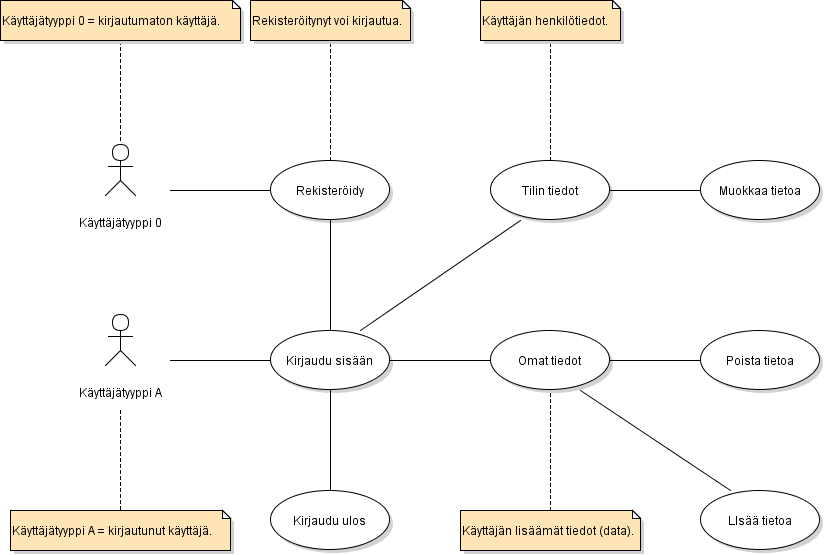 Käyttäjätyyppi 0 = kirjautumaton käyttäjä.
Rekisteröitynyt voi kirjautua.
Käyttäjän henkilötiedot.
Rekisteröidy
Tilin tiedot
Muokkaa tietoa
Käyttäjätyyppi 0
Kirjaudu sisään
Omat tiedot
Poista tietoa
Käyttäjätyyppi A
Käyttäjätyyppi A = kirjautunut käyttäjä.
Kirjaudu ulos
Käyttäjän lisäämät tiedot (data).
LIsää tietoa